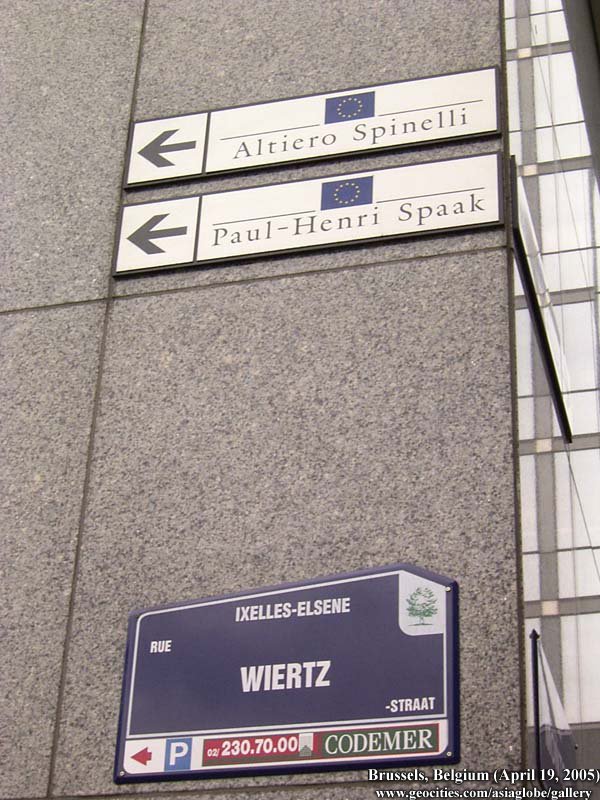 Altiero Spinelli
Paul-Henri Spaak
IXELLES-ELSENE
RUE
WIERTZ
-STRAAT
P 02/ 230.70.00 CODEMER
Brussels, Belgium (April 19, 2005)
www.geocities.com/asiaglobe/gallery